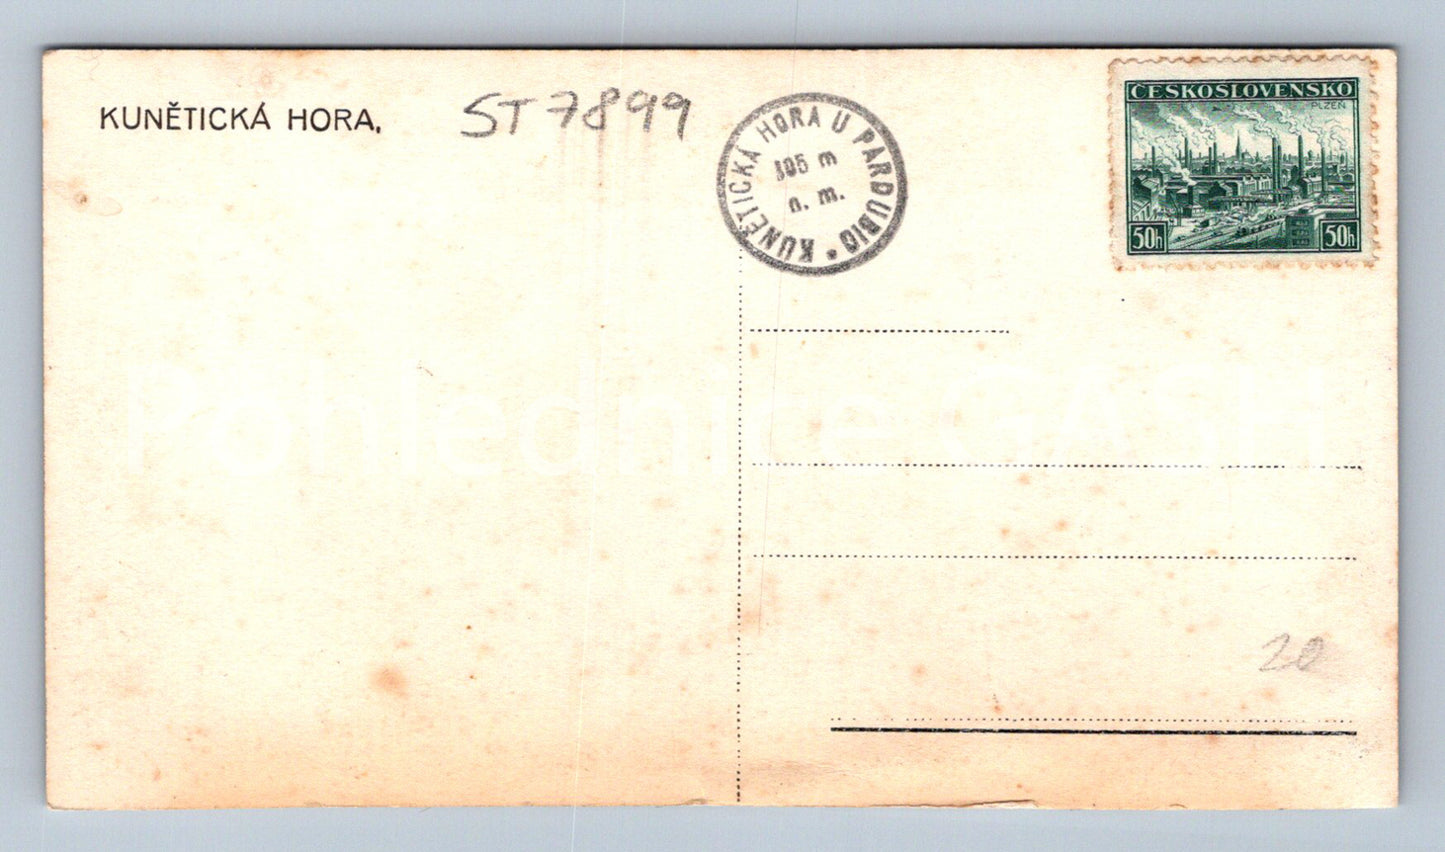 KUNĚTICKÁ HORA.
ST7899
KUNĚTICKÁ HORA U PARDUBIC
305 m
n. m.
ČESKOSLOVENSKO
PLZEŇ
50h 50h
Pohlednice GASH
20